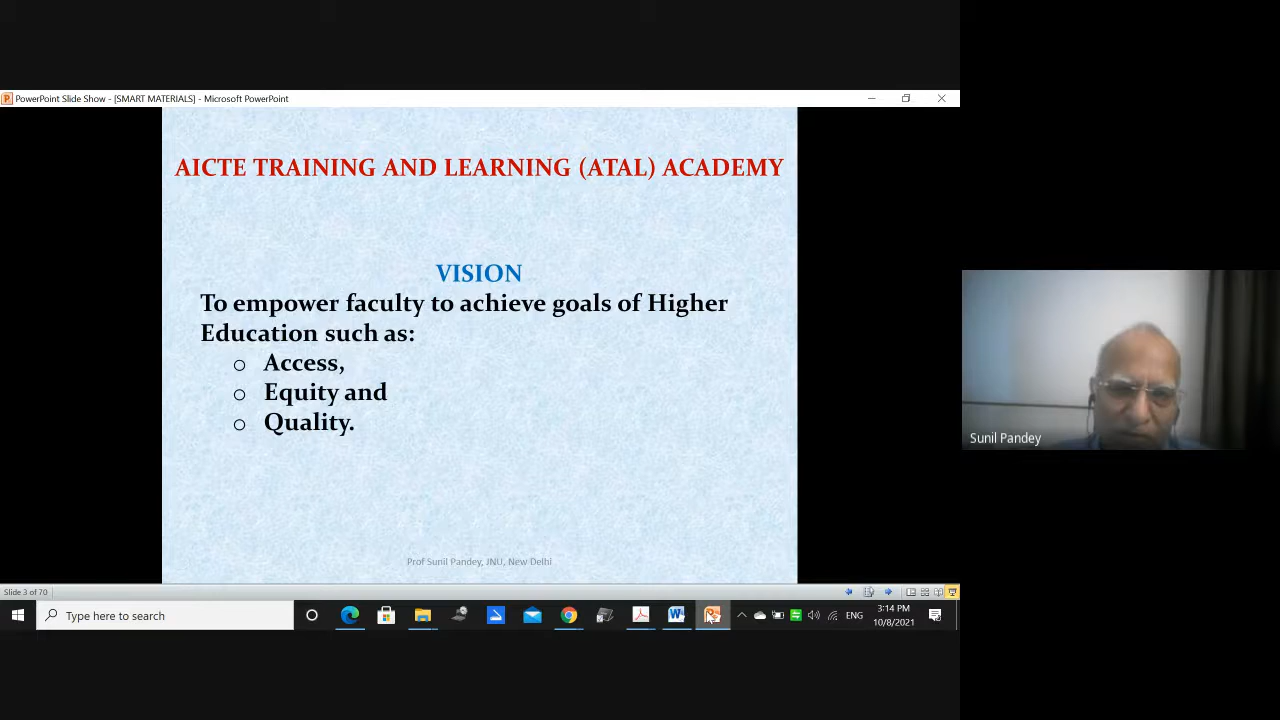 PowerPoint Slide Show - [SMART MATERIALS] - Microsoft PowerPoint
AICTE TRAINING AND LEARNING (ATAL) ACADEMY
VISION
To empower faculty to achieve goals of Higher
Education such as:
o Access,
o Equity and
o Quality.
Prof Sunil Pandey, JNU, New Delhi
Sunil Pandey
Slide 3 of 70
Type here to search
ENG
3:14 PM
10/8/2021